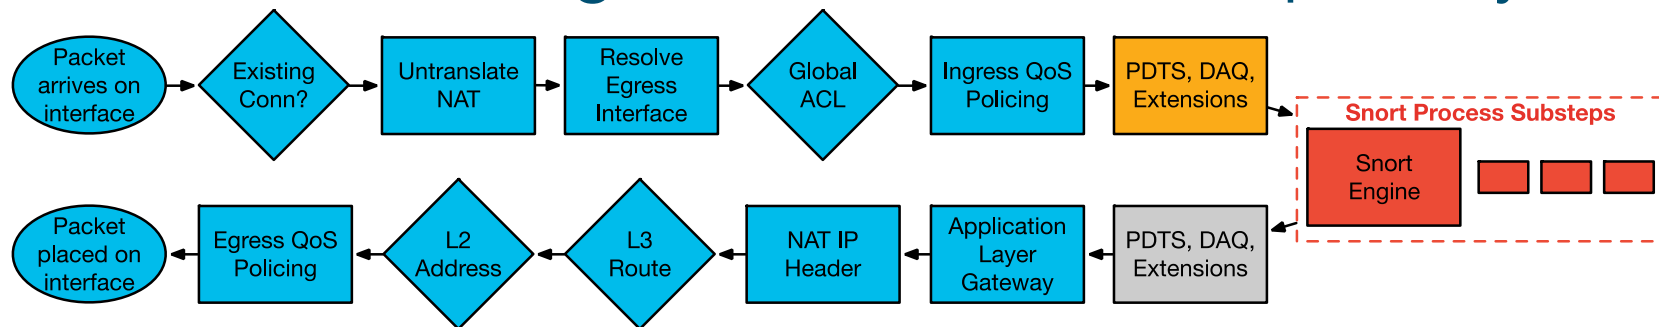 Packet
arrives on
interface
Existing
Conn?
Untranslate
NAT
Resolve
Egress
Interface
Global
ACL
Ingress QoS
Policing
PDTS, DAQ,
Extensions
Snort Process Substeps
Snort
Engine
Packet
placed on
interface
Egress QoS
Policing
L2
Address
L3
Route
NAT IP
Header
Application
Layer
Gateway
PDTS, DAQ,
Extensions